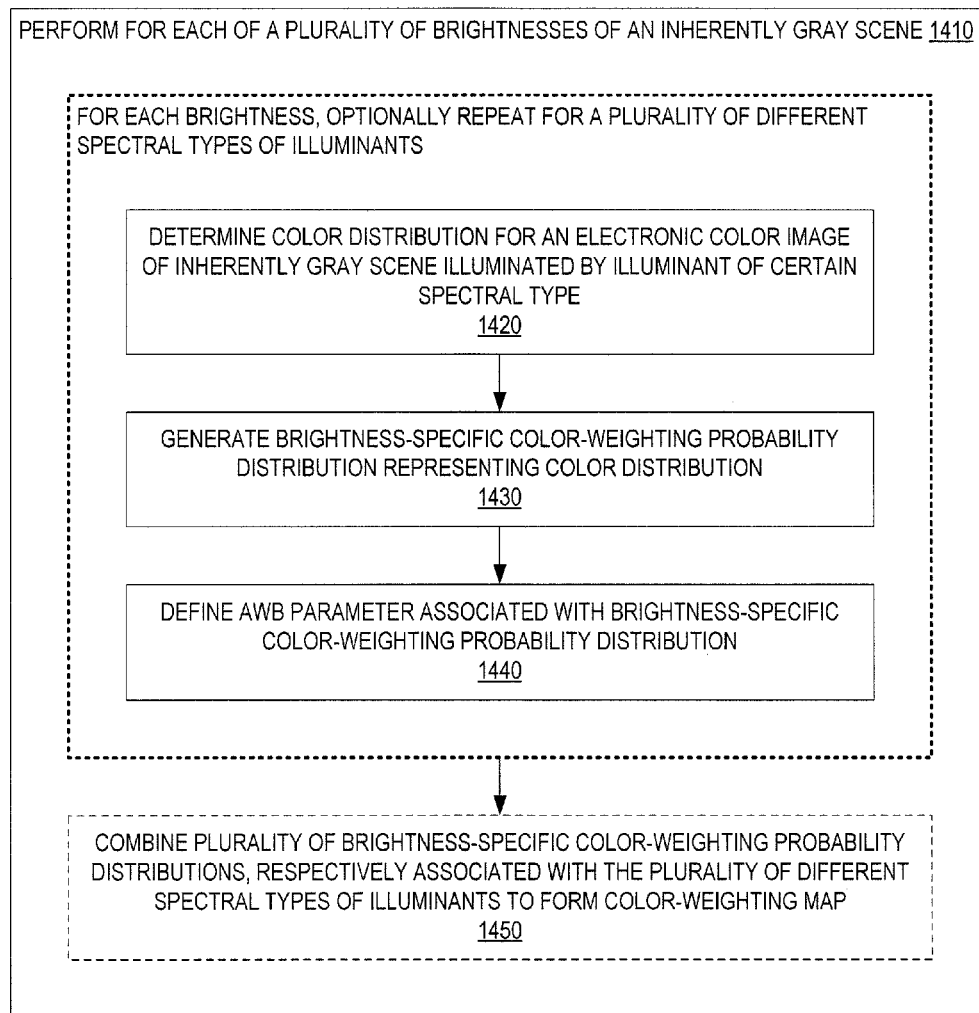 PERFORM FOR EACH OF A PLURALITY OF BRIGHTNESSES OF AN INHERENTLY GRAY SCENE 1410
FOR EACH BRIGHTNESS, OPTIONALLY REPEAT FOR A PLURALITY OF DIFFERENT
SPECTRAL TYPES OF ILLUMINANTS
DETERMINE COLOR DISTRIBUTION FOR AN ELECTRONIC COLOR IMAGE
OF INHERENTLY GRAY SCENE ILLUMINATED BY ILLUMINANT OF CERTAIN
SPECTRAL TYPE
1420
GENERATE BRIGHTNESS-SPECIFIC COLOR-WEIGHTING PROBABILITY
DISTRIBUTION REPRESENTING COLOR DISTRIBUTION
1430
DEFINE AWB PARAMETER ASSOCIATED WITH BRIGHTNESS-SPECIFIC
COLOR-WEIGHTING PROBABILITY DISTRIBUTION
1440
COMBINE PLURALITY OF BRIGHTNESS-SPECIFIC COLOR-WEIGHTING PROBABILITY
DISTRIBUTIONS, RESPECTIVELY ASSOCIATED WITH THE PLURALITY OF DIFFERENT
SPECTRAL TYPES OF ILLUMINANTS TO FORM COLOR-WEIGHTING MAP
1450